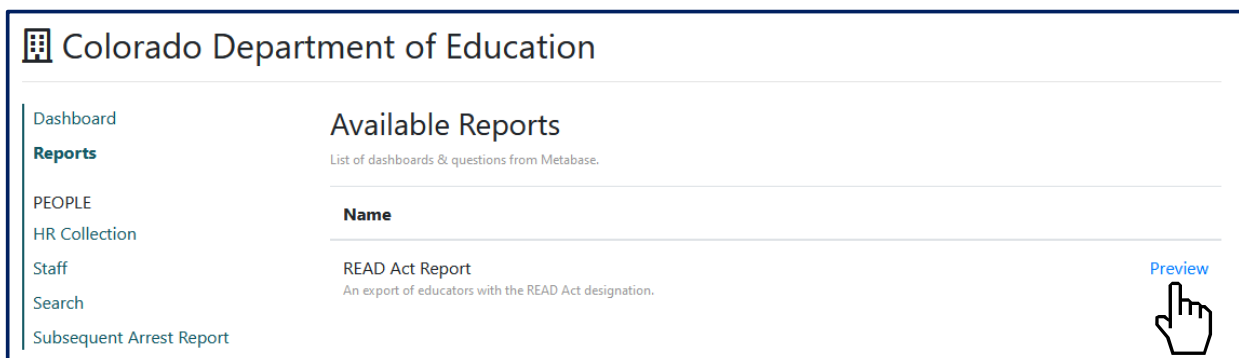 Colorado Department of Education
Dashboard
Reports
PEOPLE
HR Collection
Staff
Search
Subsequent Arrest Report
Available Reports
List of dashboards & questions from Metabase.
Name
READ Act Report
Preview
An export of educators with the READ Act designation.